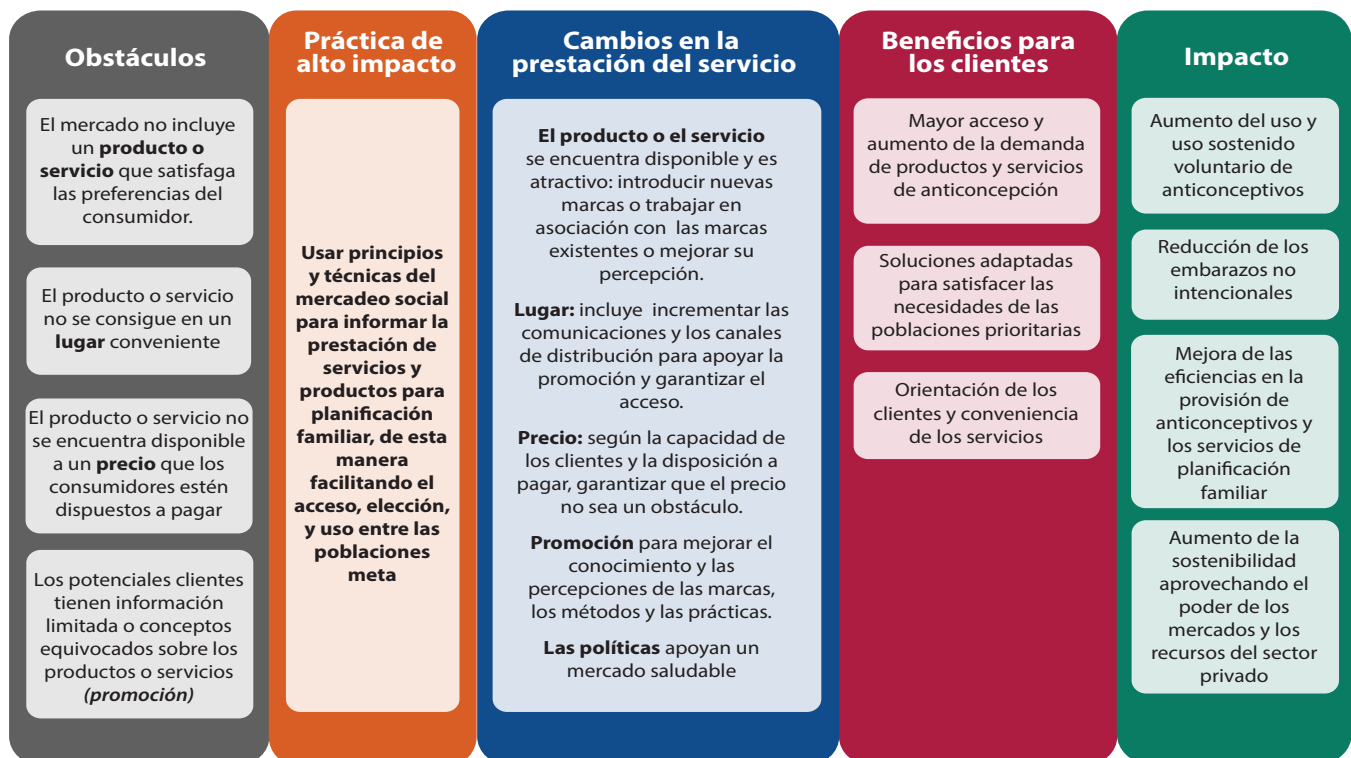 Obstáculos
El mercado no incluye
un producto o
servicio que satisfaga
las preferencias del
consumidor.
El producto o servicio
no se consigue en un
lugar conveniente
El producto o servicio no
se encuentra disponible
a un precio que los
consumidores estén
dispuestos a pagar
Los potenciales clientes
tienen información
limitada o conceptos
equivocados sobre los
productos o servicios
(promoción)
Práctica de
alto impacto
Usar principios
y técnicas del
mercadeo social
para informar la
prestación de
servicios y
productos para
planificación
familiar, de esta
manera
facilitando el
acceso, elección,
y uso entre las
poblaciones
meta
Cambios en la
prestación del servicio
El producto o el servicio
se encuentra disponible y es
atractivo: introducir nuevas
marcas o trabajar en
asociación con las marcas
existentes o mejorar su
percepción.
Lugar: incluye incrementar las
comunicaciones y los canales
de distribución para apoyar la
promoción y garantizar el
acceso.
Precio: según la capacidad de
los clientes y la disposición a
pagar, garantizar que el precio
no sea un obstáculo.
Promoción para mejorar el
conocimiento y las
percepciones de las marcas,
los métodos y las prácticas.
Las políticas apoyan un
mercado saludable
Beneficios para
los clientes
Mayor acceso y
aumento de la demanda
de productos y servicios
de anticoncepción
Soluciones adaptadas
para satisfacer las
necesidades de las
poblaciones prioritarias
Orientación de los
clientes y conveniencia
de los servicios
Impacto
Aumento del uso y
uso sostenido
voluntario de
anticonceptivos
Reducción de los
embarazos no
intencionales
Mejora de las
eficiencias en la
provisión de
anticonceptivos y
los servicios de
planificación
familiar
Aumento de la
sostenibilidad
aprovechando el
poder de los
mercados y los
recursos del sector
privado